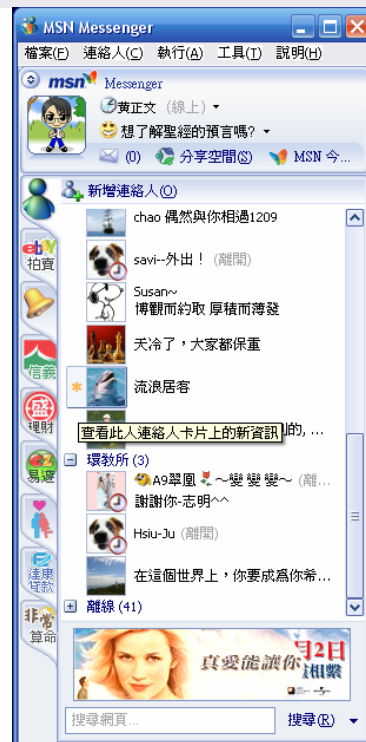 MSN Messenger
檔案(F) 連絡人(C) 執行(A) 工具(T) 說明(H)
msn Messenger
黃正文 (線上)
想了解聖經的預言嗎?
(0) 分享空間(S) MSN 今...
新增連絡人(O)
chao 偶然與你相遇1209
ebY
拍賣
savi--外出！ (離開)
Susan~
博觀而約取 厚積而薄發
天冷了，大家都保重
信義
流浪居客
盛
理財
查看此人連絡人卡片上的新資訊
的, ...
環教所 (3)
易遊
A9翠凰 ～變 變 變～ (離...
謝謝你-志明^^
Hsiu-Ju (離開)
達康
貸款
在這個世界上，你要成爲你希...
離線 (41)
非常
算命
真愛能讓你
月2日
相繫
搜尋網頁...
搜尋(R)